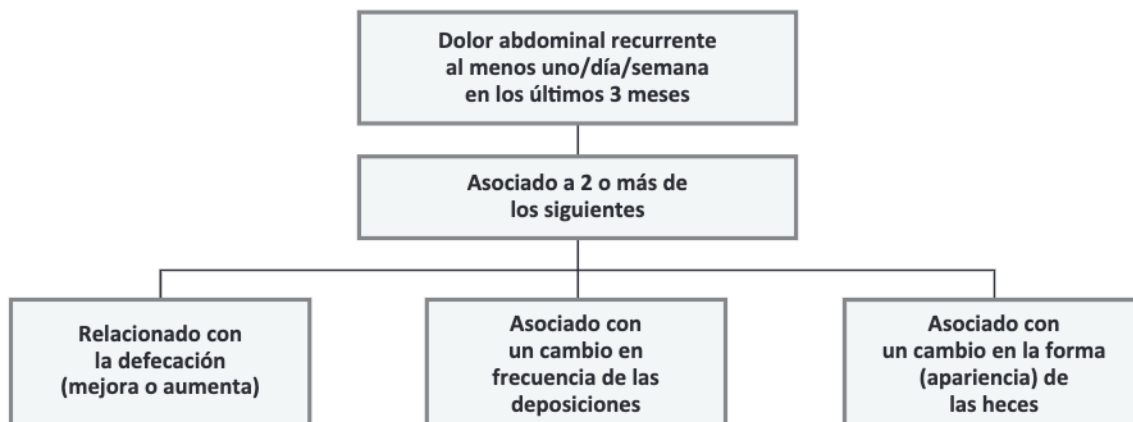 Dolor abdominal recurrente
al menos uno/día/semana
en los últimos 3 meses
Asociado a 2 o más de
los siguientes
Relacionado con
la defecación
(mejora o aumenta)
Asociado con
un cambio en
frecuencia de las
deposiciones
Asociado con
un cambio en la forma
(apariencia) de
las heces